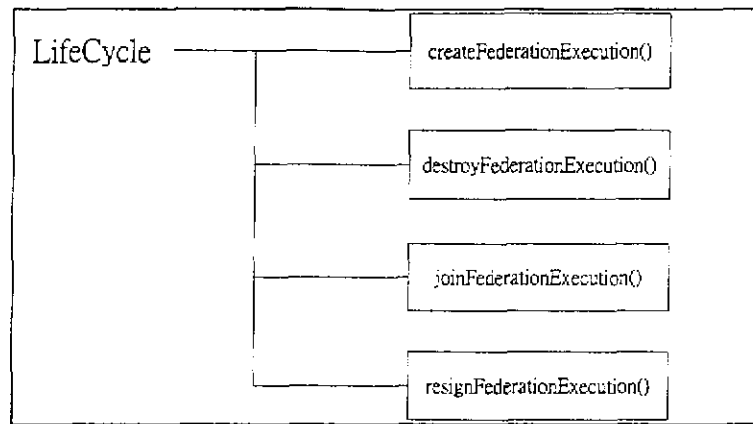 LifeCycle
createFederationExecution()
destroyFederationExecution()
joinFederationExecution()
resignFederationExecution()